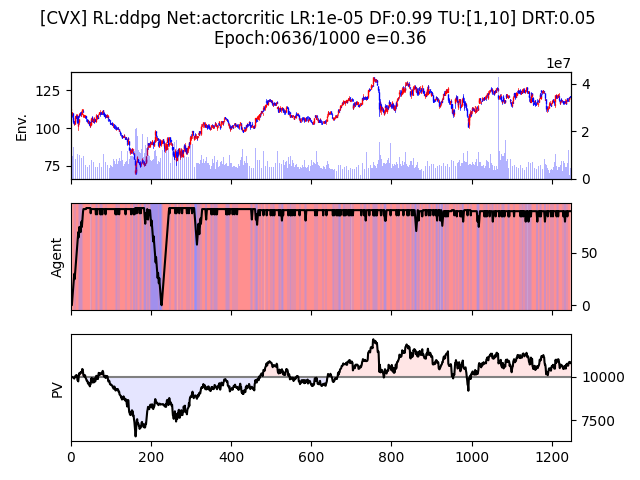 [CVX] RL:ddpg Net:actorcritic LR:1e-05 DF:0.99 TU:[1,10] DRT:0.05
Epoch:0636/1000 e=0.36
1e7
125
100
75
Env.
4
2
0
Agent
50
0
PV
10000
7500
0 200 400 600 800 1000 1200